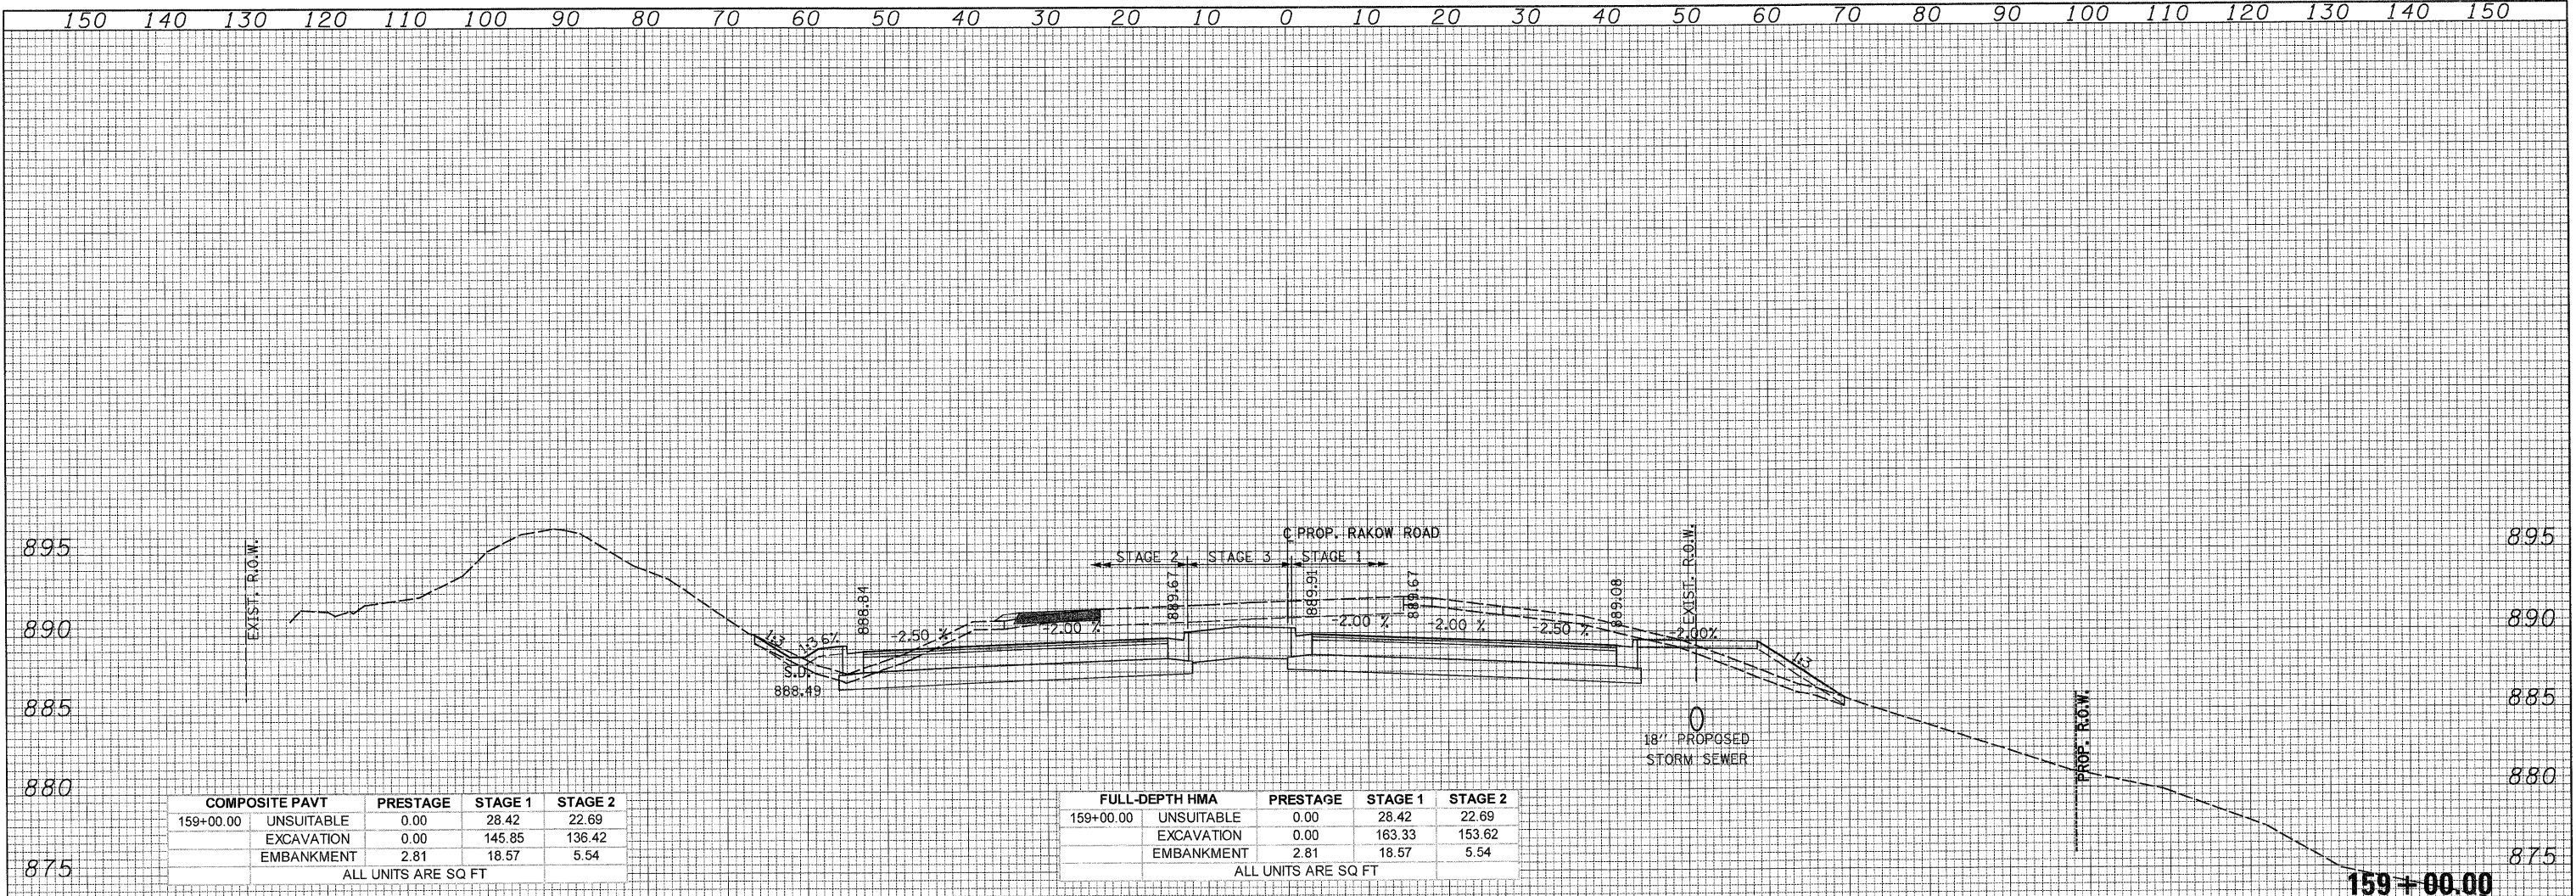 150 140 130 120 110 100 90 80 70 60 50 40 30 20 10 0 10 20 30 40 50 60 70 80 90 100 110 120 130 140 150
895
890
885
880
875
EXIST. R.O.W.
1:3
1:3.6
S.D.
888.49
888.84
-2.50 %
-2.00 %
STAGE 2
STAGE 3
STAGE 1
889.67
℄ PROP. RAKOW ROAD
889.91
889.67
-2.00 %
-2.00 %
-2.50 %
889.08
EXIST. R.O.W.
-2.00%
1:3
18" PROPOSED
STORM SEWER
PROP. R.O.W.
895
890
885
880
875
COMPOSITE PAVT PRESTAGE STAGE 1 STAGE 2
159+00.00 UNSUITABLE 0.00 28.42 22.69
EXCAVATION 0.00 145.85 136.42
EMBANKMENT 2.81 18.57 5.54
ALL UNITS ARE SQ FT
FULL-DEPTH HMA PRESTAGE STAGE 1 STAGE 2
159+00.00 UNSUITABLE 0.00 28.42 22.69
EXCAVATION 0.00 163.33 153.62
EMBANKMENT 2.81 18.57 5.54
ALL UNITS ARE SQ FT
159 + 00.00